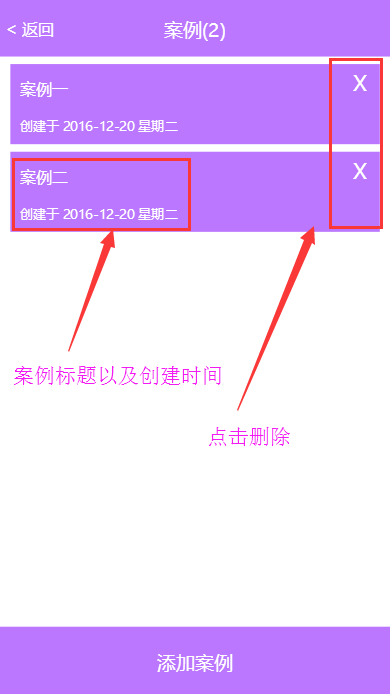 < 返回 案例(2)
案例一 X
创建于 2016-12-20 星期二
案例二 X
创建于 2016-12-20 星期二
案例标题以及创建时间
点击删除
添加案例